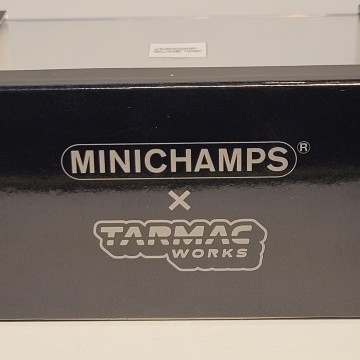 MINICHAMPS®
×
TARMAC
WORKS